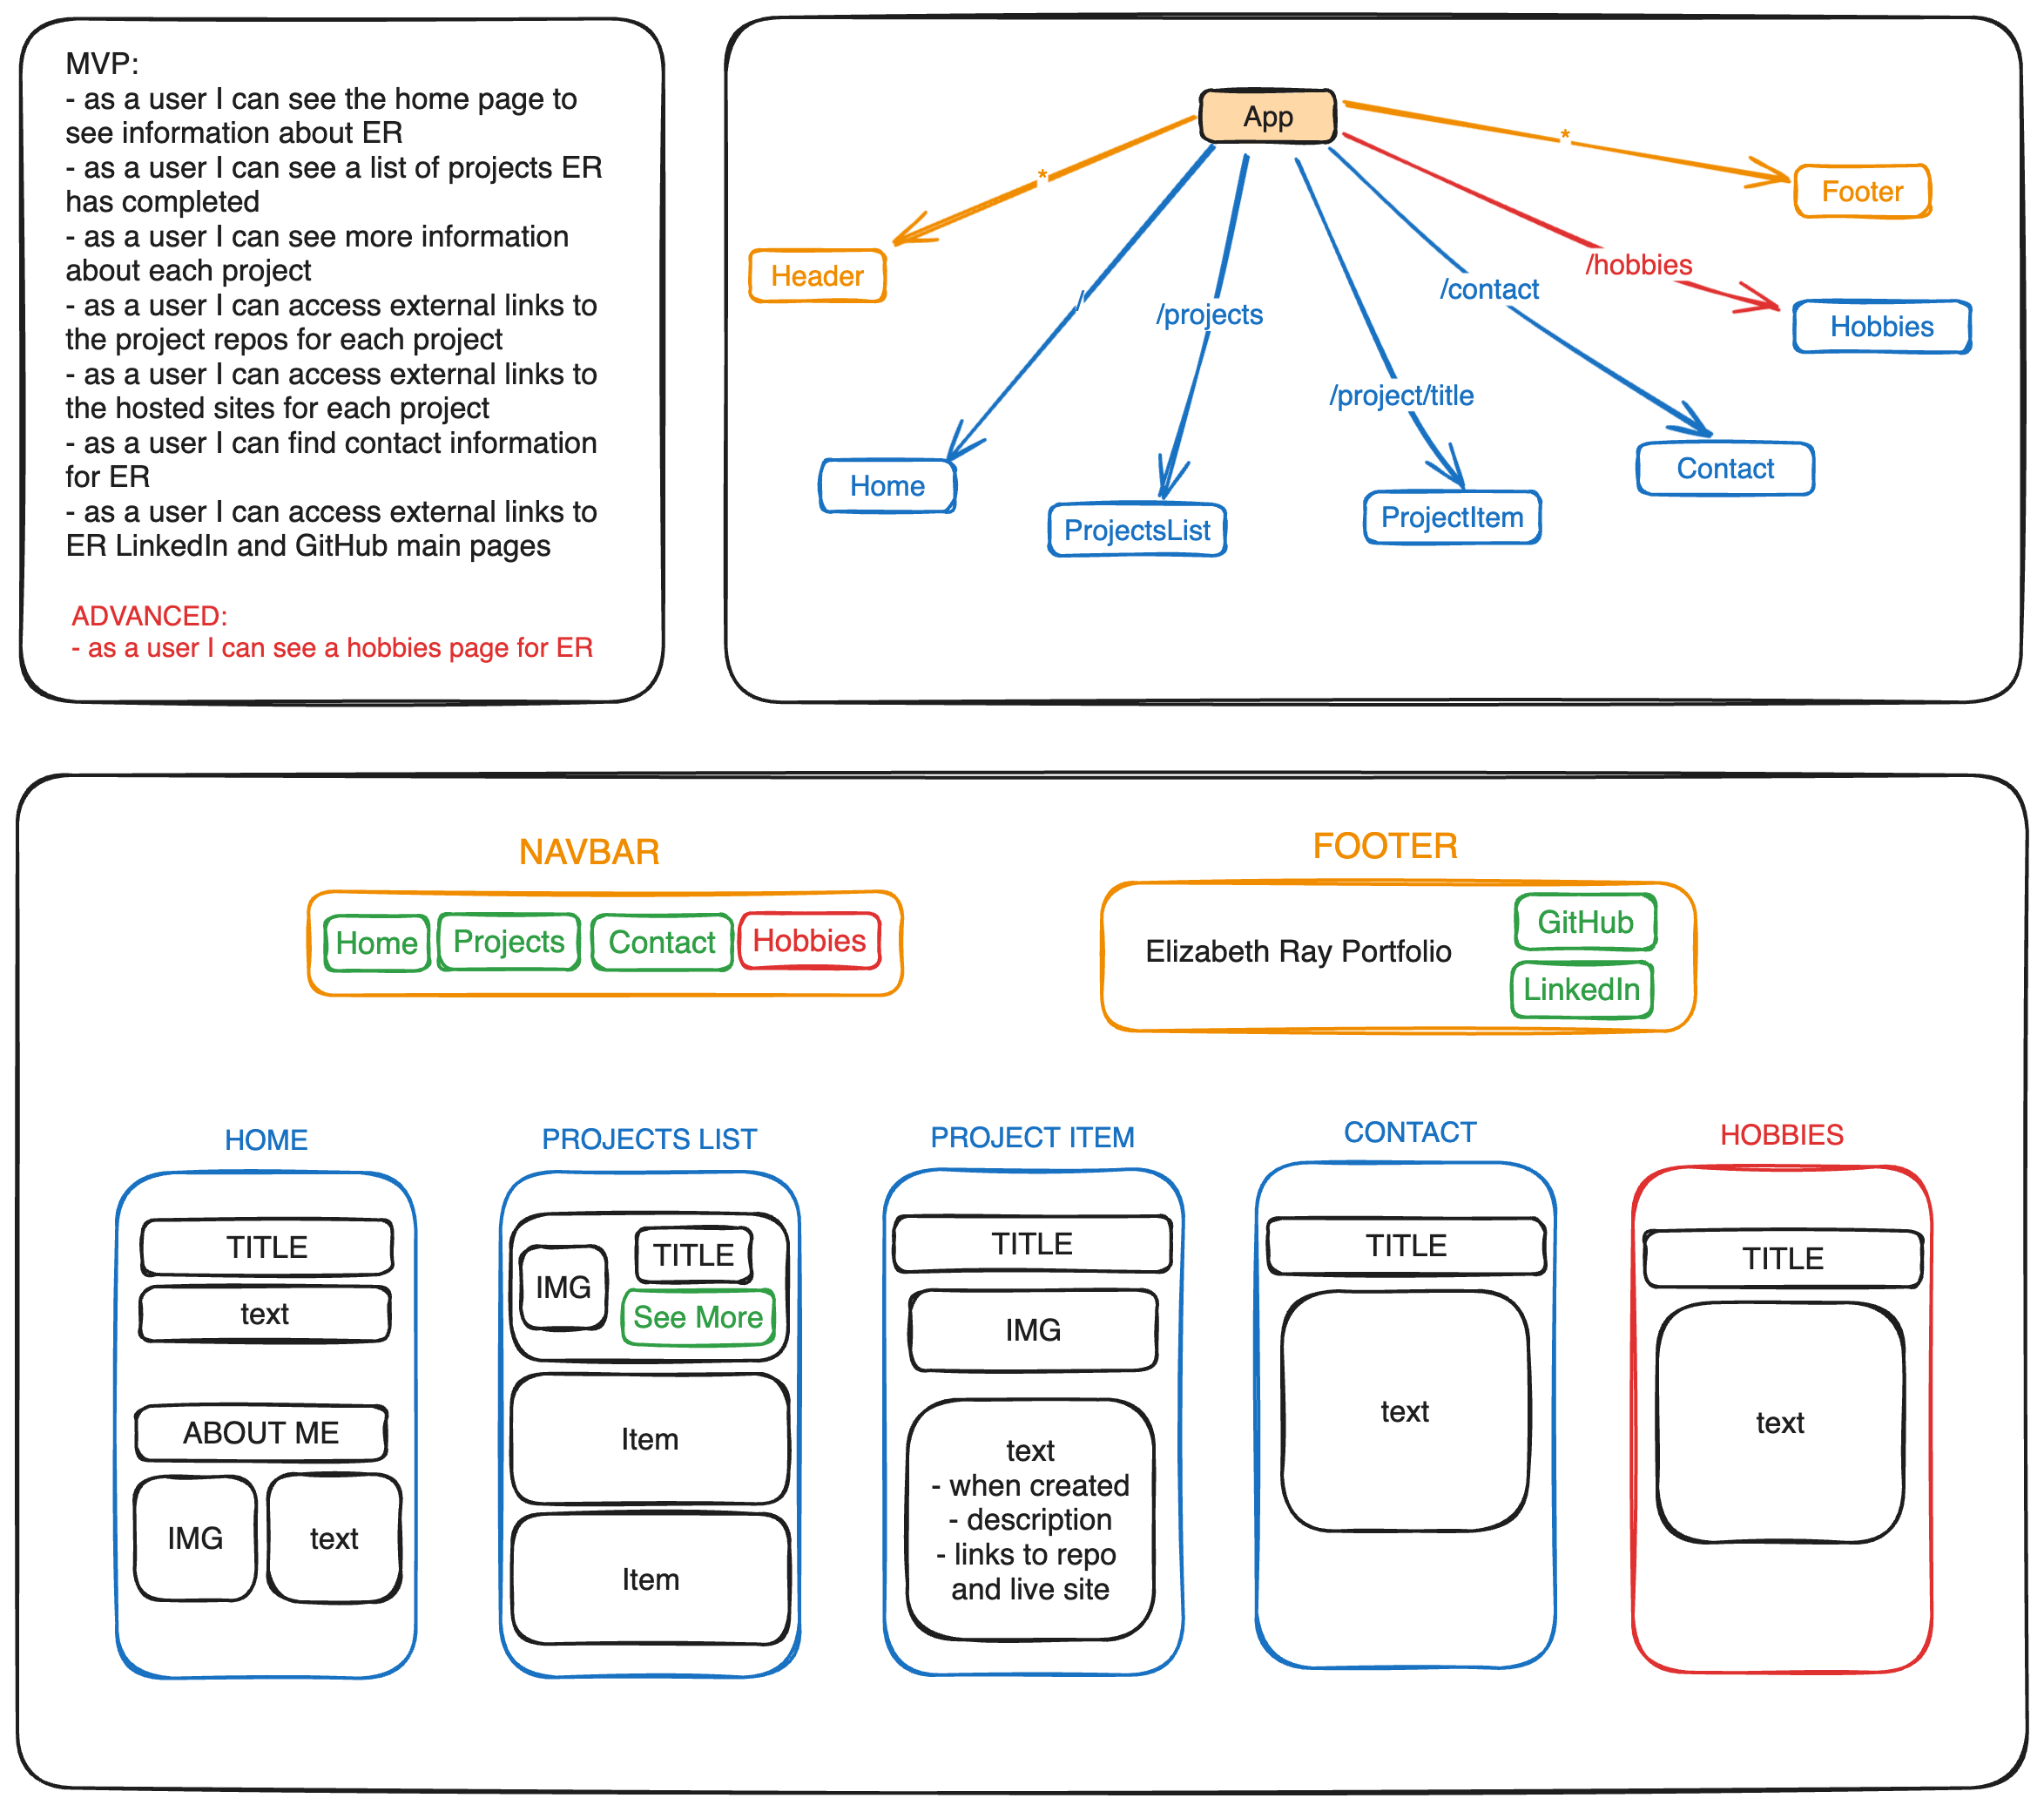 MVP:
- as a user I can see the home page to
see information about ER
- as a user I can see a list of projects ER
has completed
- as a user I can see more information
about each project
- as a user I can access external links to
the project repos for each project
- as a user I can access external links to
the hosted sites for each project
- as a user I can find contact information
for ER
- as a user I can access external links to
ER LinkedIn and GitHub main pages
ADVANCED:
- as a user I can see a hobbies page for ER
App
*
*
Footer
Header
/hobbies
/contact
/
/projects
Hobbies
/project/title
Contact
Home
ProjectsList
ProjectItem
NAVBAR
Home
Projects
Contact
Hobbies
FOOTER
Elizabeth Ray Portfolio
GitHub
LinkedIn
HOME
TITLE
text
ABOUT ME
IMG
text
PROJECTS LIST
IMG
TITLE
See More
Item
Item
PROJECT ITEM
TITLE
IMG
text
- when created
- description
- links to repo
and live site
CONTACT
TITLE
text
HOBBIES
TITLE
text